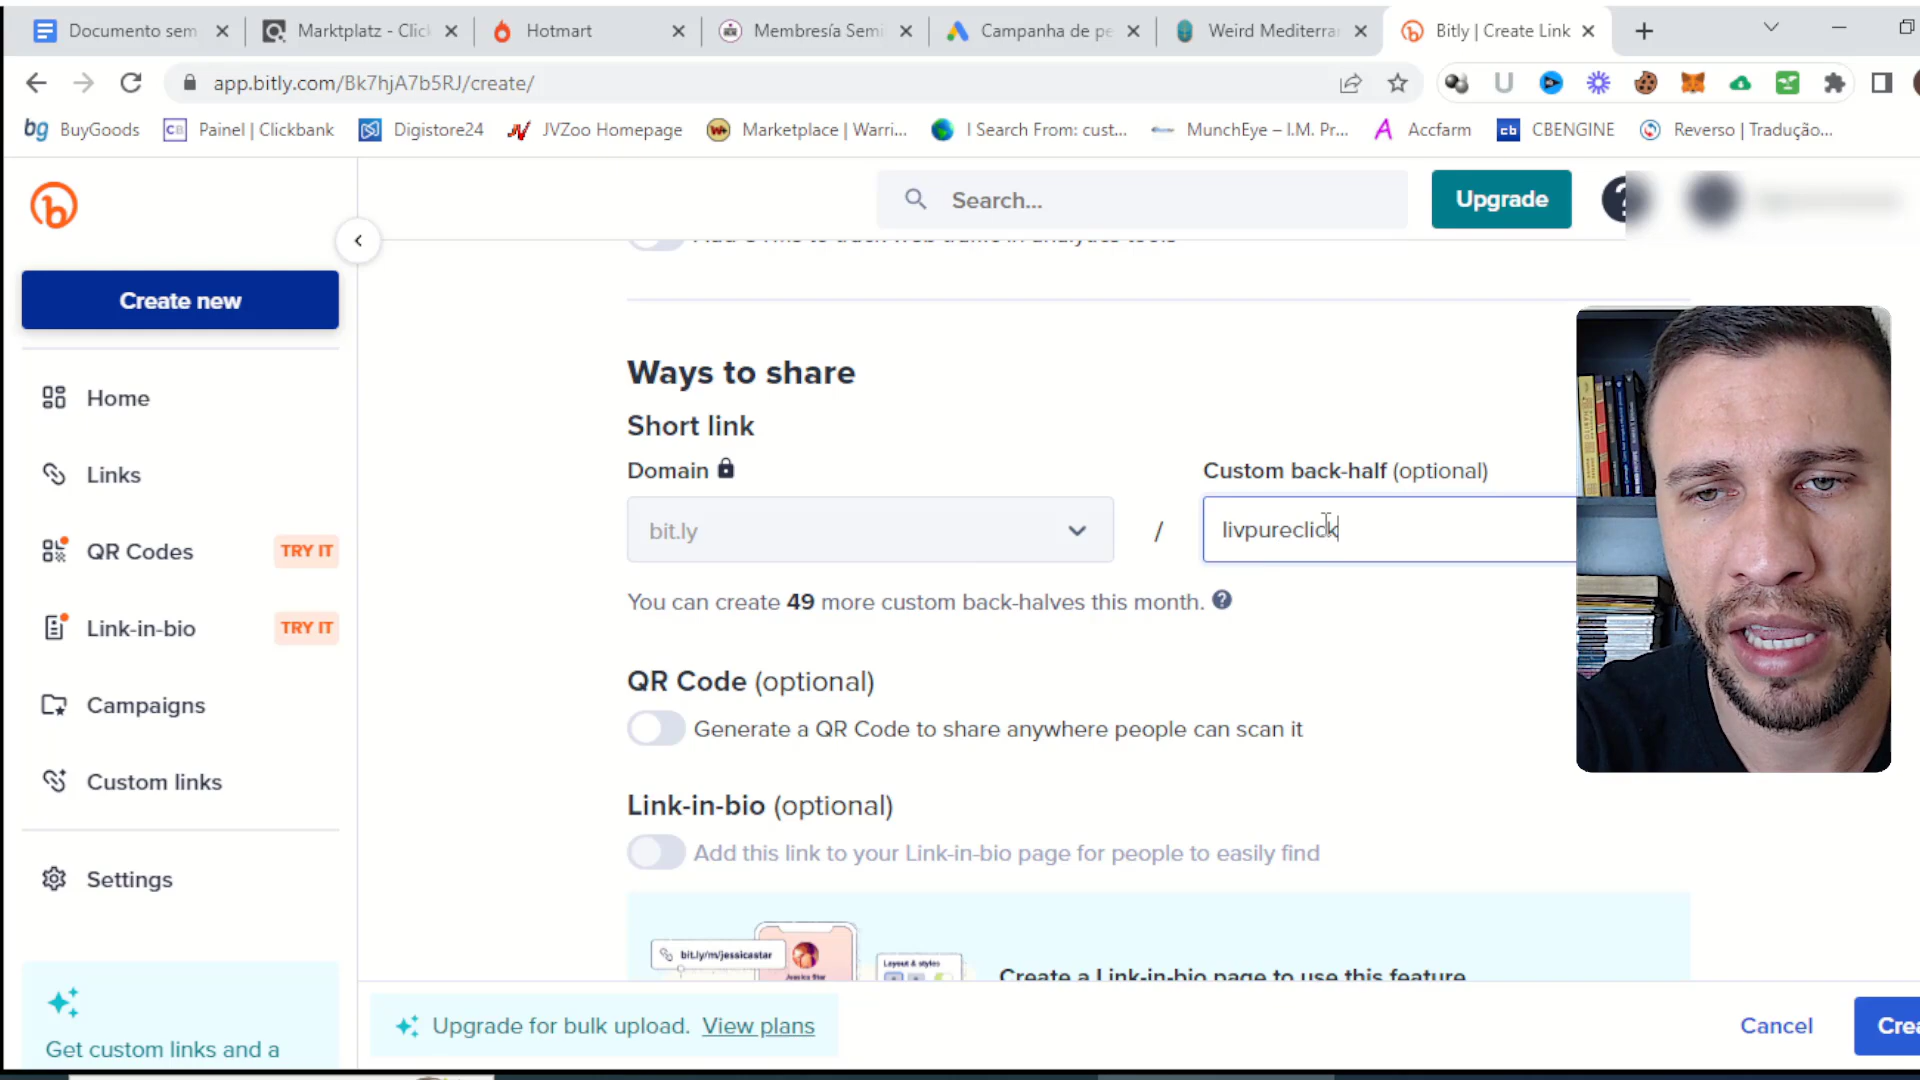 Documento sem
Marktplatz - Click
Hotmart
Membresía Semi
Campanha de pe
Weird Mediterra
Bitly | Create Link
app.bitly.com/Bk7hjA7b5RJ/create/
bg BuyGoods
CB Painel | Clickbank
Digistore24
JVZoo Homepage
Marketplace | Warri...
I Search From: cust...
MunchEye – I.M. Pr...
Accfarm
cb CBENGINE
Reverso | Tradução...
Search...
Upgrade
Create new
Home
Links
QR Codes TRY IT
Link-in-bio TRY IT
Campaigns
Custom links
Settings
Get custom links and a
Ways to share
Short link
Domain
Custom back-half (optional)
bit.ly
/
livpureclick
You can create 49 more custom back-halves this month.
QR Code (optional)
Generate a QR Code to share anywhere people can scan it
Link-in-bio (optional)
Add this link to your Link-in-bio page for people to easily find
bit.ly/m/jessicastar
Jessica Star
Layout & styles
Create a Link-in-bio page to use this feature
Upgrade for bulk upload. View plans
Cancel
Crea